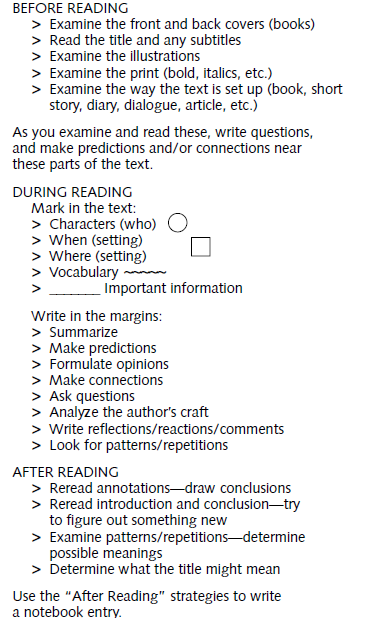 BEFORE READING
> Examine the front and back covers (books)
> Read the title and any subtitles
> Examine the illustrations
> Examine the print (bold, italics, etc.)
> Examine the way the text is set up (book, short
story, diary, dialogue, article, etc.)
As you examine and read these, write questions,
and make predictions and/or connections near
these parts of the text.
DURING READING
Mark in the text:
> Characters (who)
> When (setting)
> Where (setting)
> Vocabulary
> _______ Important information
Write in the margins:
> Summarize
> Make predictions
> Formulate opinions
> Make connections
> Ask questions
> Analyze the author's craft
> Write reflections/reactions/comments
> Look for patterns/repetitions
AFTER READING
> Reread annotations—draw conclusions
> Reread introduction and conclusion—try
to figure out something new
> Examine patterns/repetitions—determine
possible meanings
> Determine what the title might mean
Use the “After Reading” strategies to write
a notebook entry.